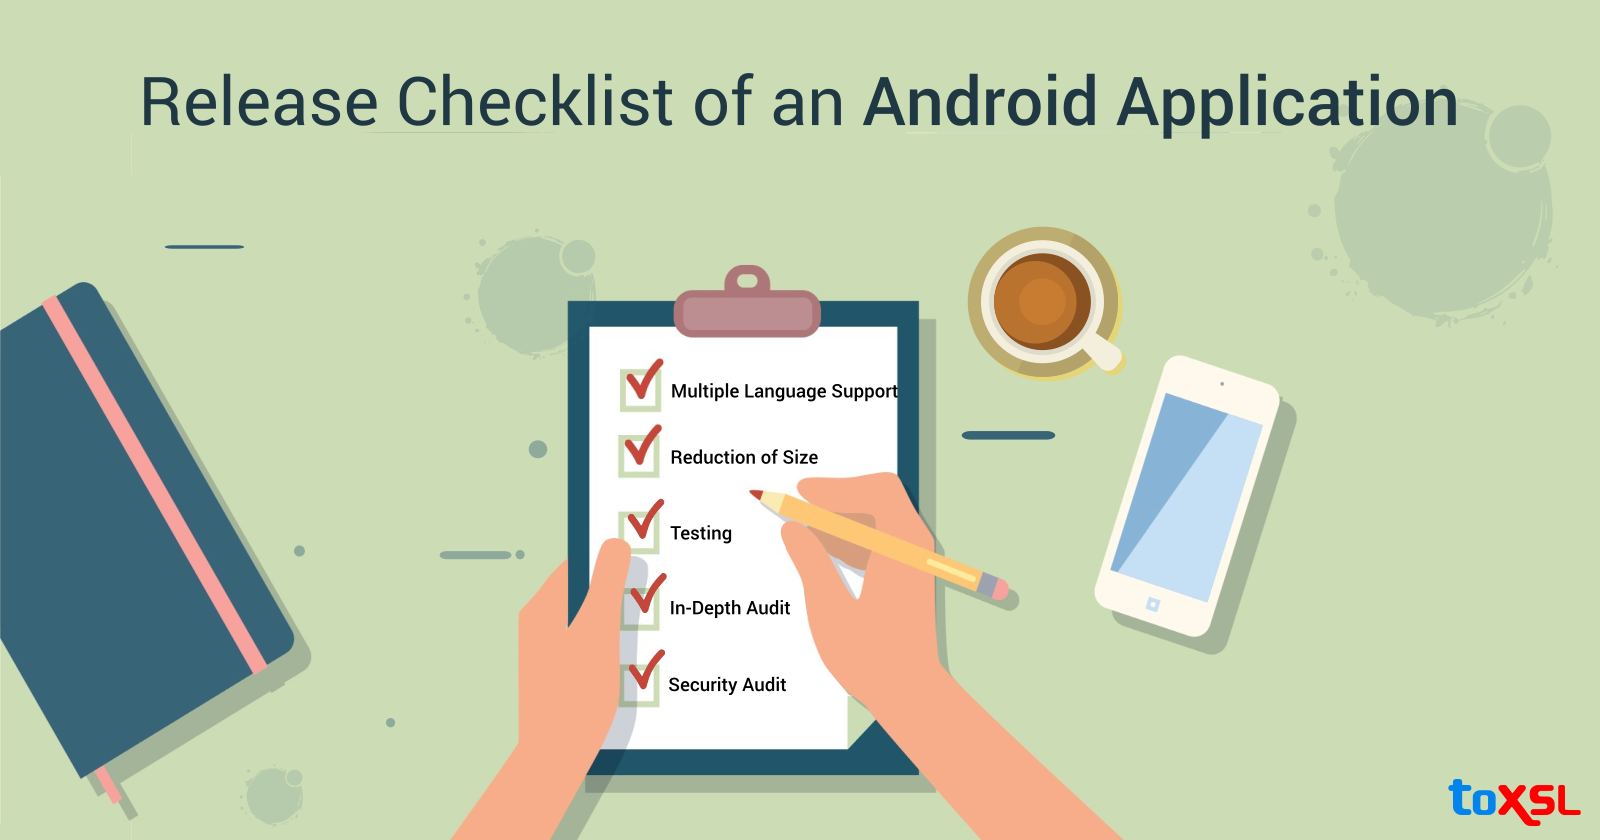 Release Checklist of an Android Application
Multiple Language Support
Reduction of Size
Testing
In-Depth Audit
Security Audit
toXSL